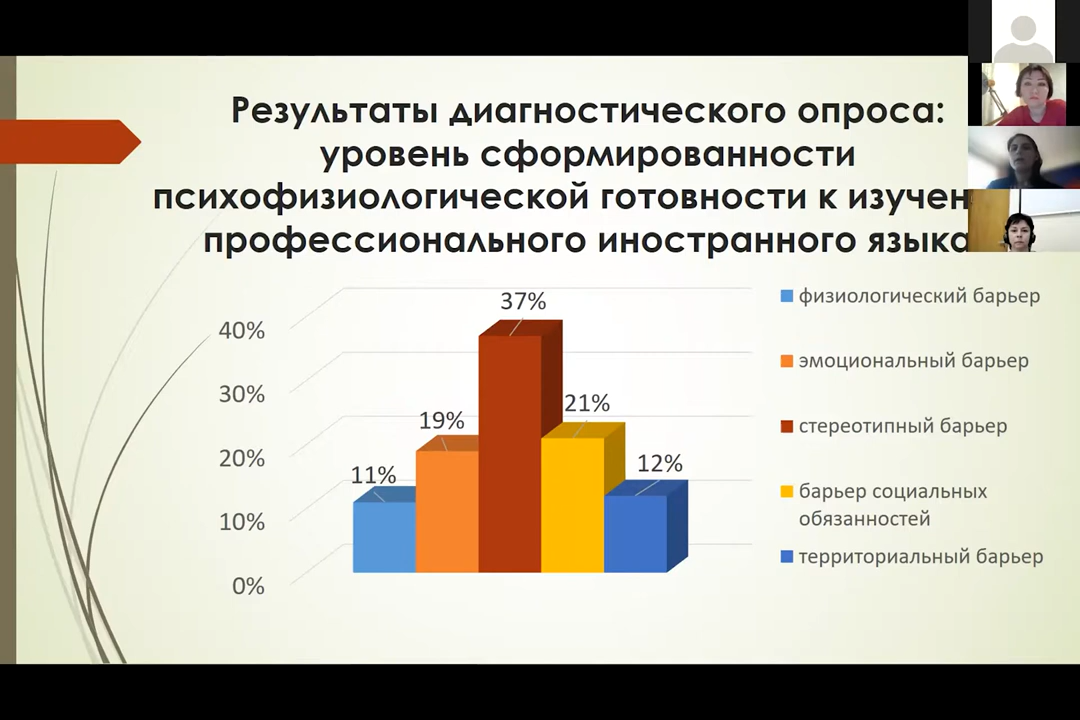 Результаты диагностического опроса:
уровень сформированности
психофизиологической готовности к
профессионального иностранного языка
37%
21%
19%
12%
11%
40%
30%
20%
10%
0%
физиологический барьер
эмоциональный барьер
стереотипный барьер
барьер социальных
обязанностей
территориальный барьер